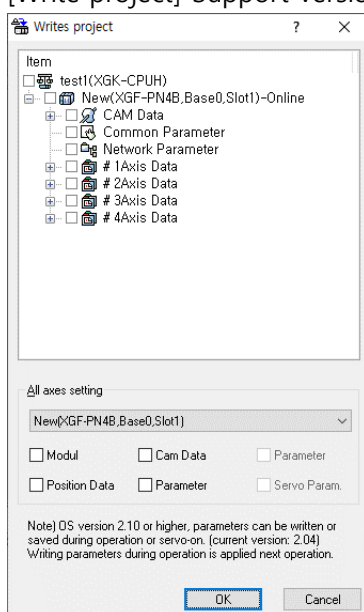 [Write project] Support versio
Writes project
Item
test1(XGK-CPUH)
New(XGF-PN4B,Base0,Slot1)-Online
CAM Data
Common Parameter
Network Parameter
# 1Axis Data
# 2Axis Data
# 3Axis Data
# 4Axis Data
All axes setting
New(XGF-PN4B,Base0,Slot1)
Modul Cam Data Parameter
Position Data Parameter Servo Param.
Note) OS version 2.10 or higher, parameters can be written or
saved during operation or servo-on. (current version: 2.04)
Writing parameters during operation is applied next operation.
OK Cancel